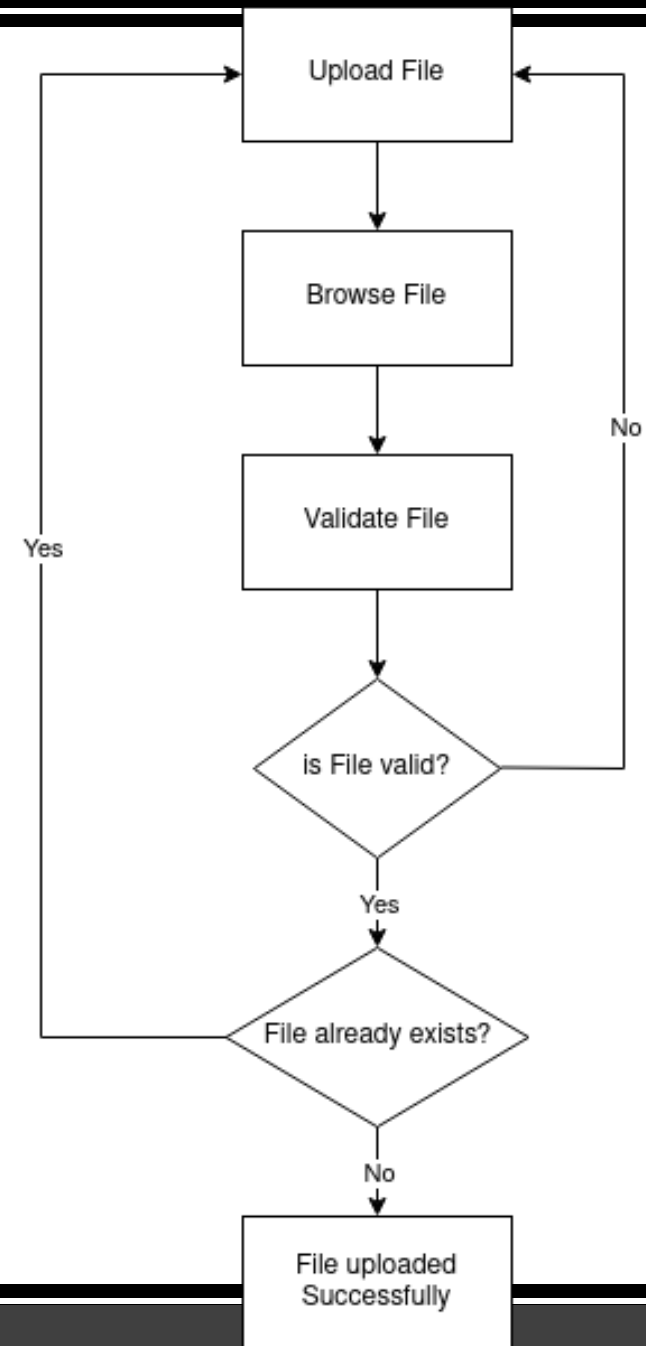 Upload File
Browse File
No
Validate File
Yes
is File valid?
Yes
File already exists?
No
File uploaded
Successfully